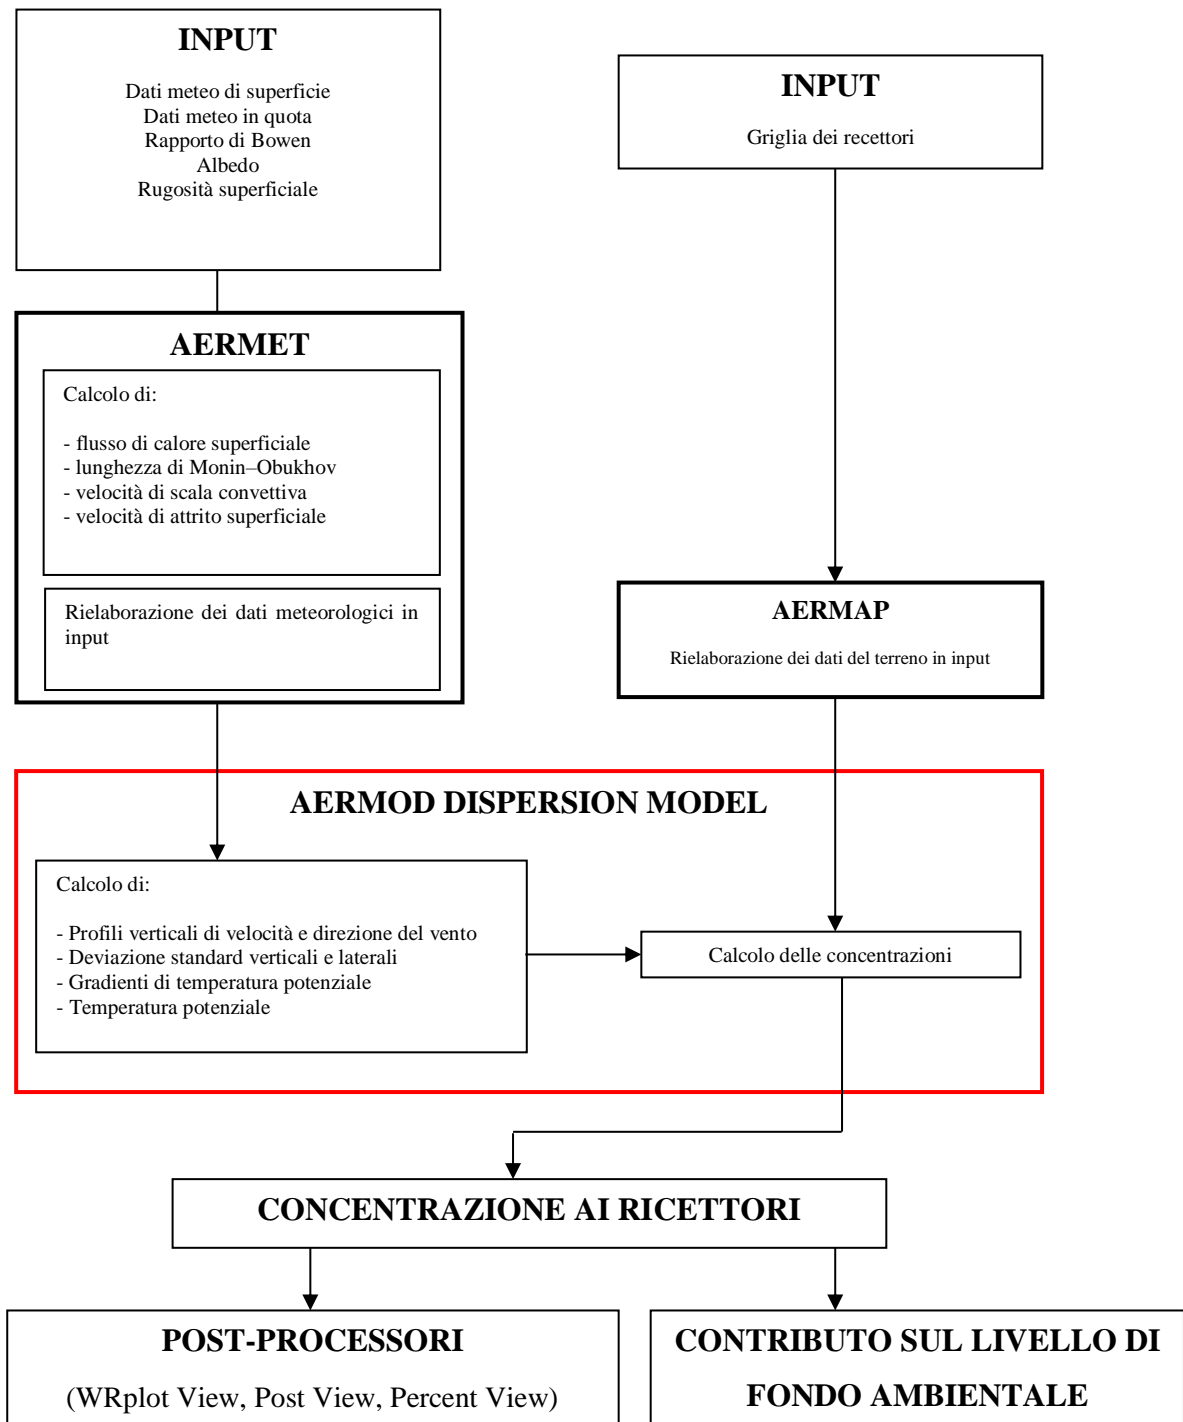 INPUT
Dati meteo di superficie
Dati meteo in quota
Rapporto di Bowen
Albedo
Rugosità superficiale
INPUT
Griglia dei recettori
AERMET
Calcolo di:
- flusso di calore superficiale
- lunghezza di Monin–Obukhov
- velocità di scala convettiva
- velocità di attrito superficiale
Rielaborazione dei dati meteorologici in
input
AERMAP
Rielaborazione dei dati del terreno in input
AERMOD DISPERSION MODEL
Calcolo di:
- Profili verticali di velocità e direzione del vento
- Deviazione standard verticali e laterali
- Gradienti di temperatura potenziale
- Temperatura potenziale
Calcolo delle concentrazioni
CONCENTRAZIONE AI RICETTORI
POST-PROCESSORI
(WRplot View, Post View, Percent View)
CONTRIBUTO SUL LIVELLO DI
FONDO AMBIENTALE